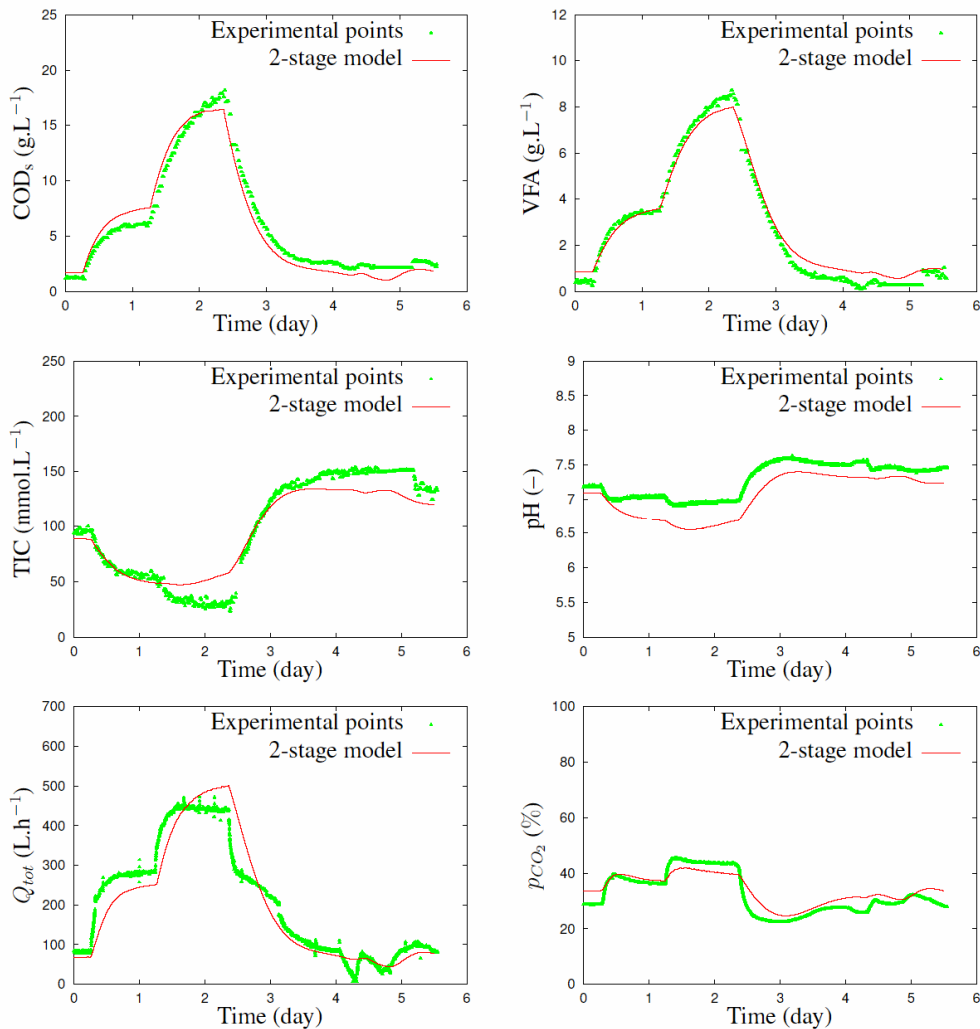 25
20
15
10
5
0
0 1 2 3 4 5 6
COD_s (g.L⁻¹)
Time (day)
Experimental points
2-stage model
12
10
8
6
4
2
0
0 1 2 3 4 5 6
VFA (g.L⁻¹)
Time (day)
Experimental points
2-stage model
250
200
150
100
50
0
0 1 2 3 4 5 6
TIC (mmol.L⁻¹)
Time (day)
Experimental points
2-stage model
9
8.5
8
7.5
7
6.5
6
5.5
5
0 1 2 3 4 5 6
pH (–)
Time (day)
Experimental points
2-stage model
700
600
500
400
300
200
100
0
0 1 2 3 4 5 6
Q_tot (L.h⁻¹)
Time (day)
Experimental points
2-stage model
100
80
60
40
20
0
0 1 2 3 4 5 6
p_CO₂ (%)
Time (day)
Experimental points
2-stage model